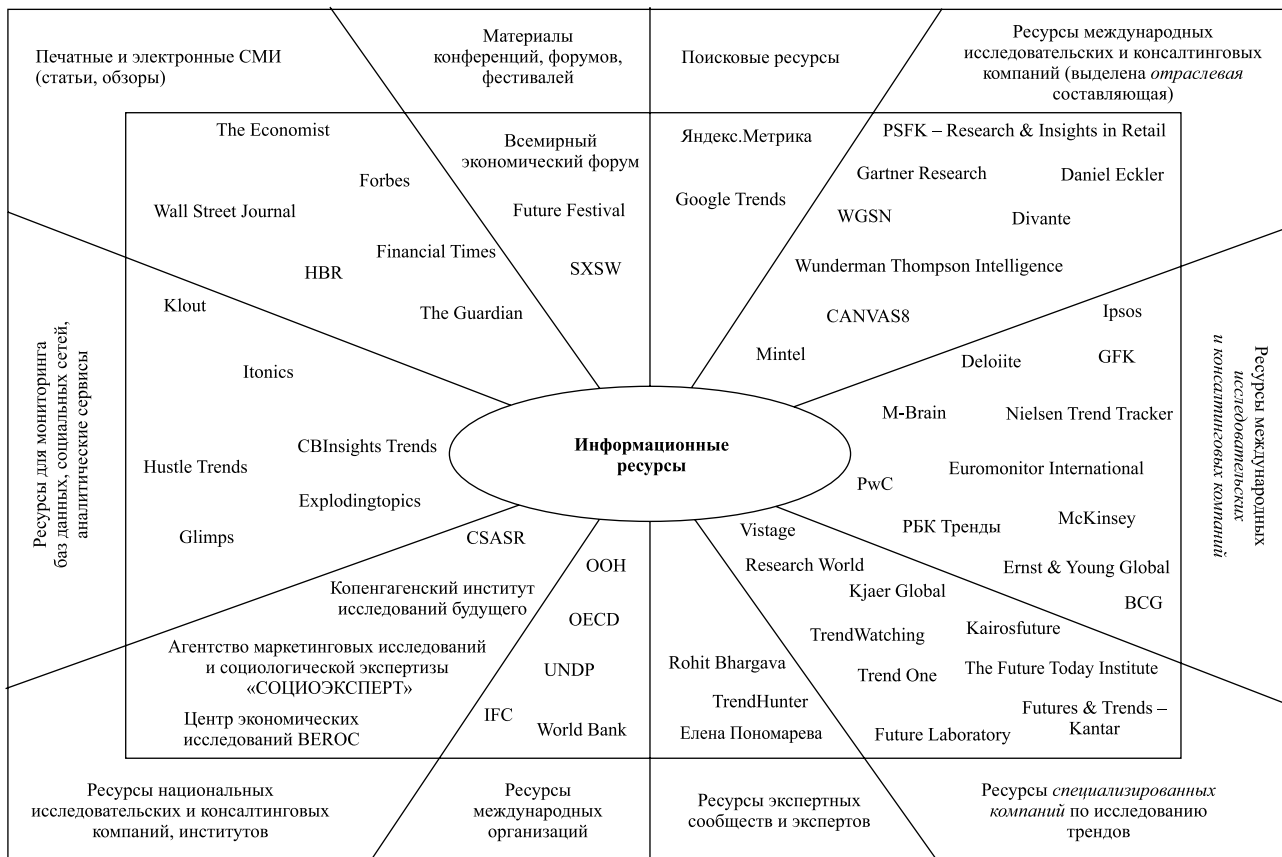 Печатные и электронные СМИ
(статьи, обзоры)
The Economist
Forbes
Wall Street Journal
Financial Times
HBR
The Guardian
Материалы
конференций, форумов,
фестивалей
Всемирный
экономический форум
Future Festival
SXSW
Поисковые ресурсы
Яндекс.Метрика
Google Trends
Ресурсы международных
исследовательских и консалтинговых
компаний (выделена отраслевая
составляющая)
PSFK – Research & Insights in Retail
Gartner Research
Daniel Eckler
WGSN
Divante
Wunderman Thompson Intelligence
CANVAS8
Mintel
Ресурсы международных
исследовательских
и консалтинговых компаний
Ipsos
Deloiite
GFK
M-Brain
Nielsen Trend Tracker
Euromonitor International
PwC
РБК Тренды
McKinsey
Ernst & Young Global
BCG
Информационные
ресурсы
Ресурсы для мониторинга
баз данных, социальных сетей,
аналитические сервисы
Klout
Itonics
CBInsights Trends
Hustle Trends
Explodingtopics
Glimps
CSASR
Копенгагенский институт
исследований будущего
Агентство маркетинговых исследований
и социологической экспертизы
«СОЦИОЭКСПЕРТ»
Центр экономических
исследований BEROC
Ресурсы национальных
исследовательских и консалтинговых
компаний, институтов
ООН
OECD
UNDP
IFC
World Bank
Ресурсы
международных
организаций
Vistage
Research World
Rohit Bhargava
TrendHunter
Елена Пономарева
Ресурсы экспертных
сообществ и экспертов
Kjaer Global
TrendWatching
Kairosfuture
Trend One
The Future Today Institute
Futures & Trends –
Kantar
Future Laboratory
Ресурсы специализированных
компаний по исследованию
трендов